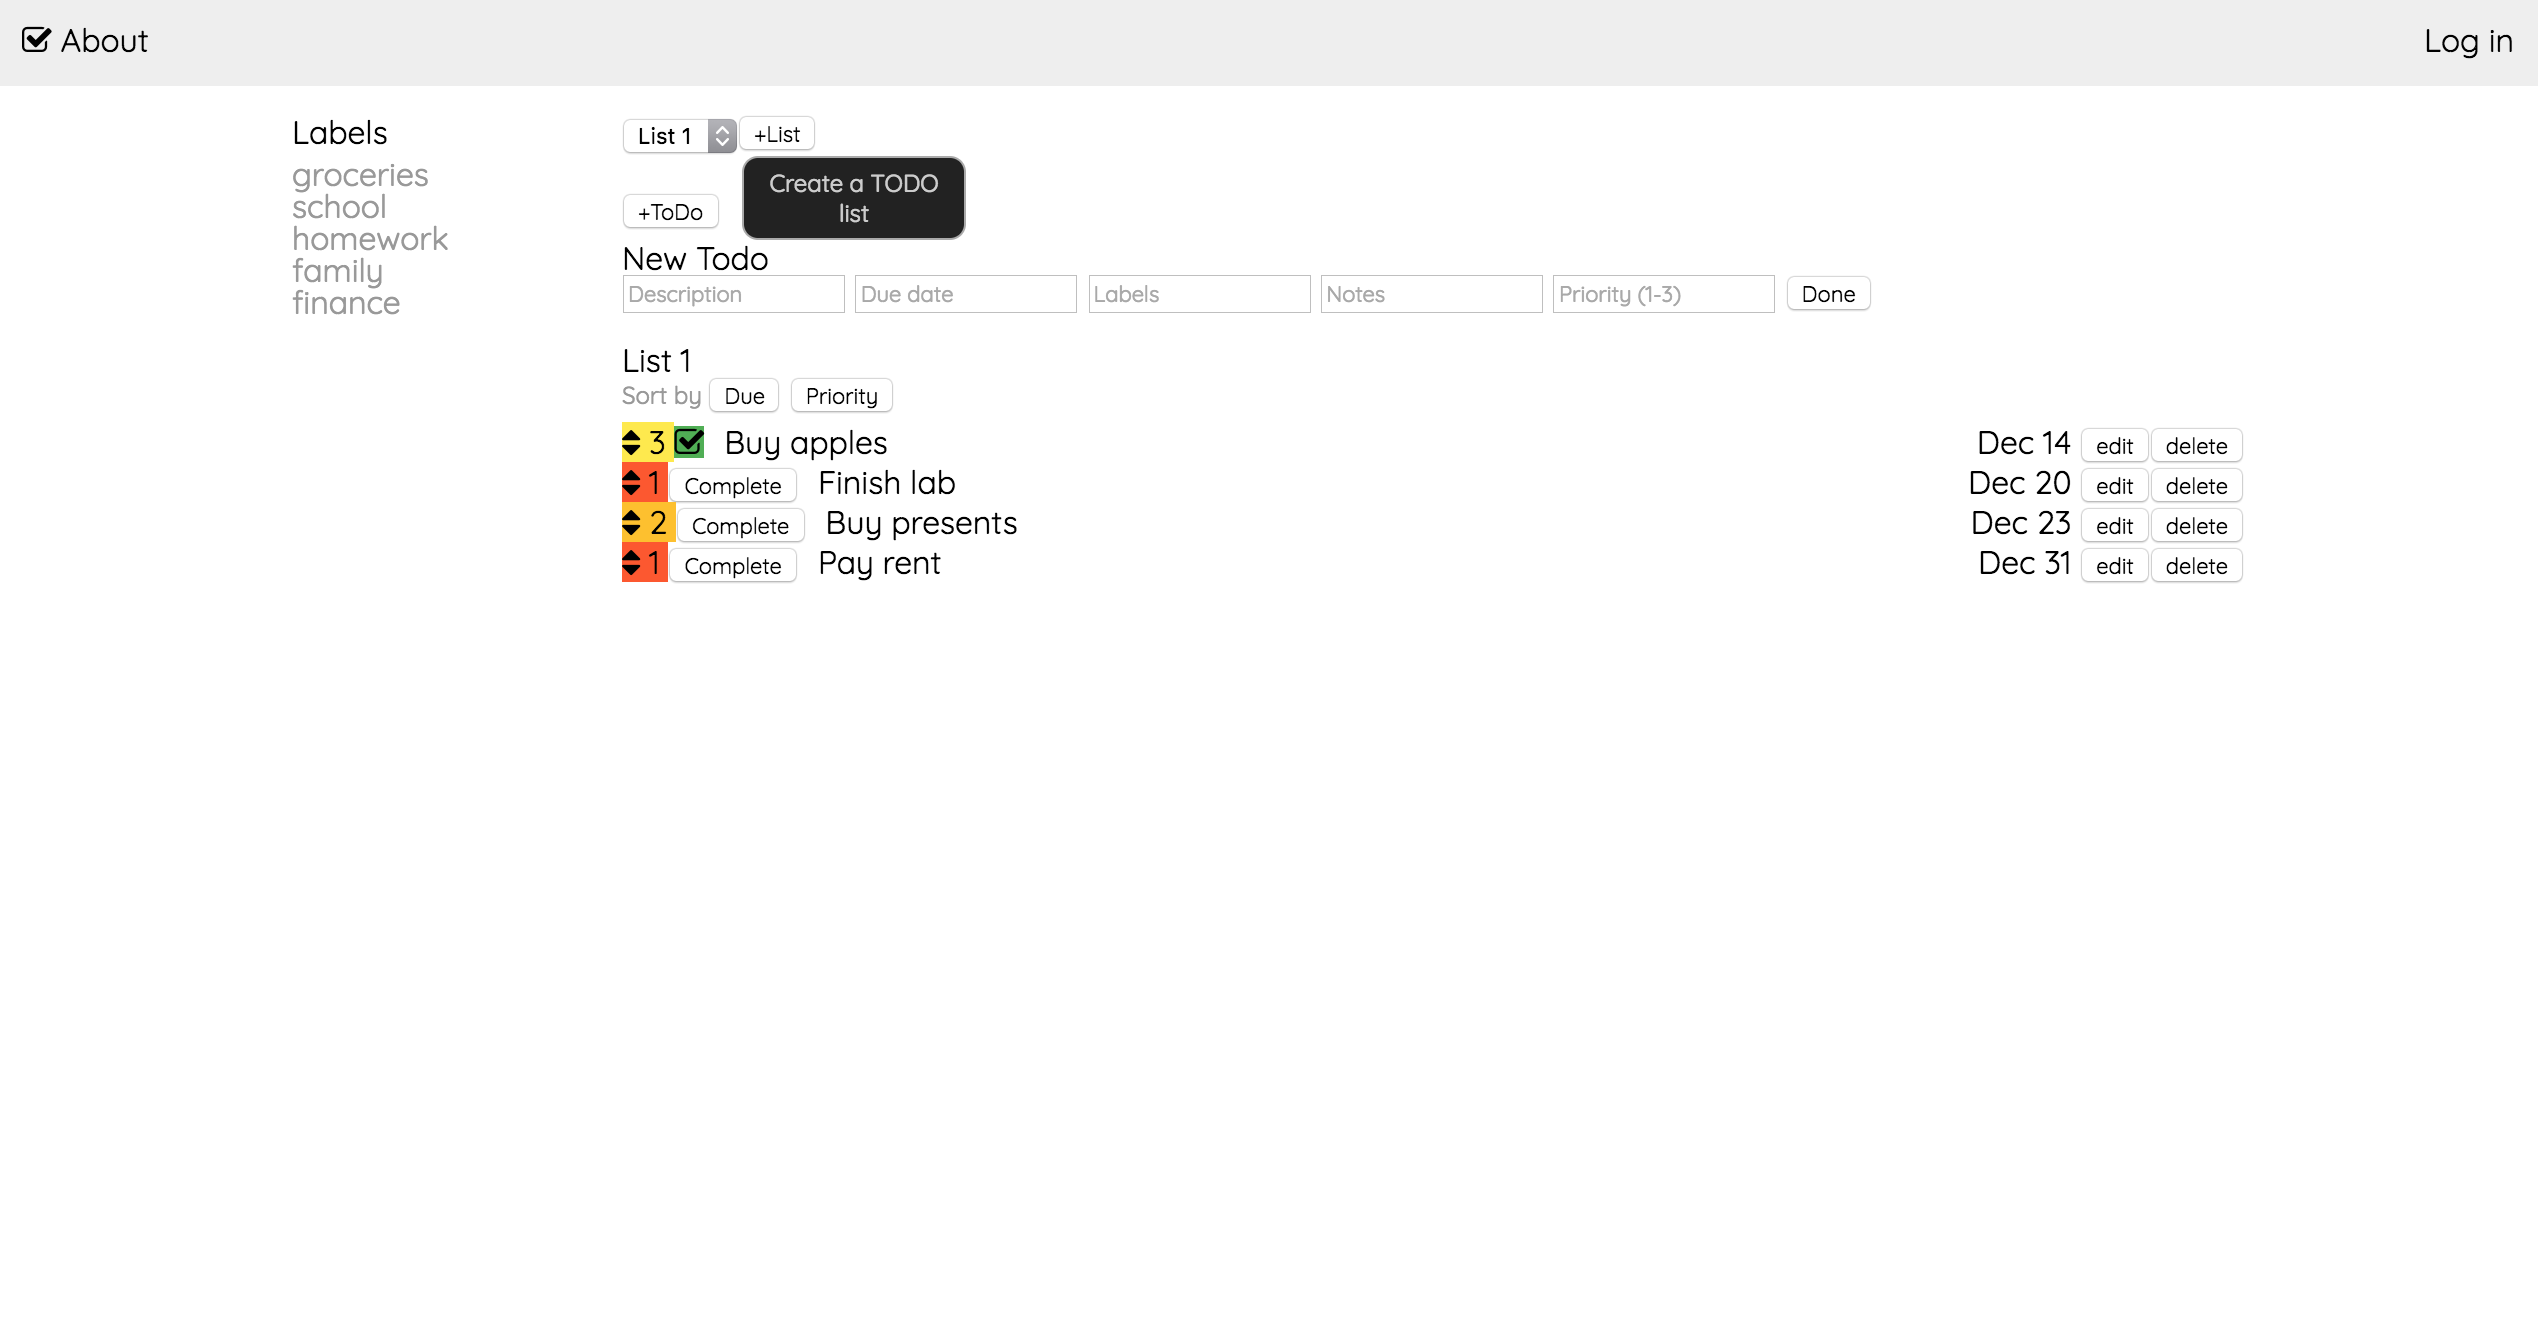 About
Log in
Labels
groceries
school
homework
family
finance
List 1 +List
Create a TODO
list
+ToDo
New Todo
Description Due date Labels Notes Priority (1-3) Done
List 1
Sort by Due Priority
3 Buy apples Dec 14 edit delete
1 Complete Finish lab Dec 20 edit delete
2 Complete Buy presents Dec 23 edit delete
1 Complete Pay rent Dec 31 edit delete